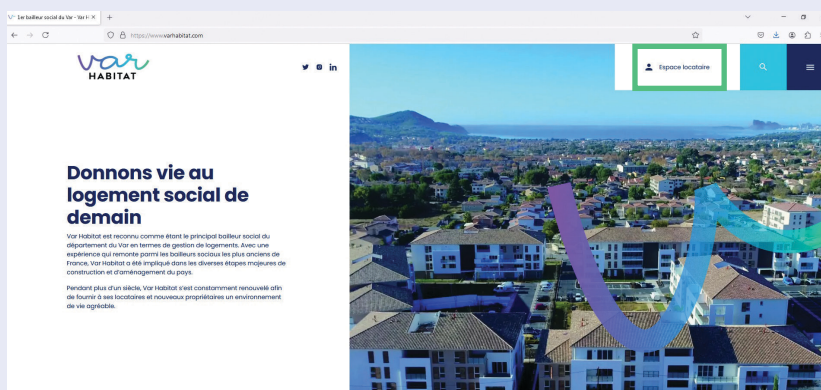 1er bailleur social du Var - Var H
https://www.varhabitat.com
var
HABITAT
Espace locataire
Donnons vie au
logement social de
demain
Var Habitat est reconnu comme étant le principal bailleur social du
département du Var en termes de gestion de logements. Avec une
expérience qui remonte parmi les bailleurs sociaux les plus anciens de
France, Var Habitat a été impliqué dans les diverses étapes majeures de
construction et d'aménagement du pays.
Pendant plus d'un siècle, Var Habitat s'est constamment renouvelé afin
de fournir à ses locataires et nouveaux propriétaires un environnement
de vie agréable.